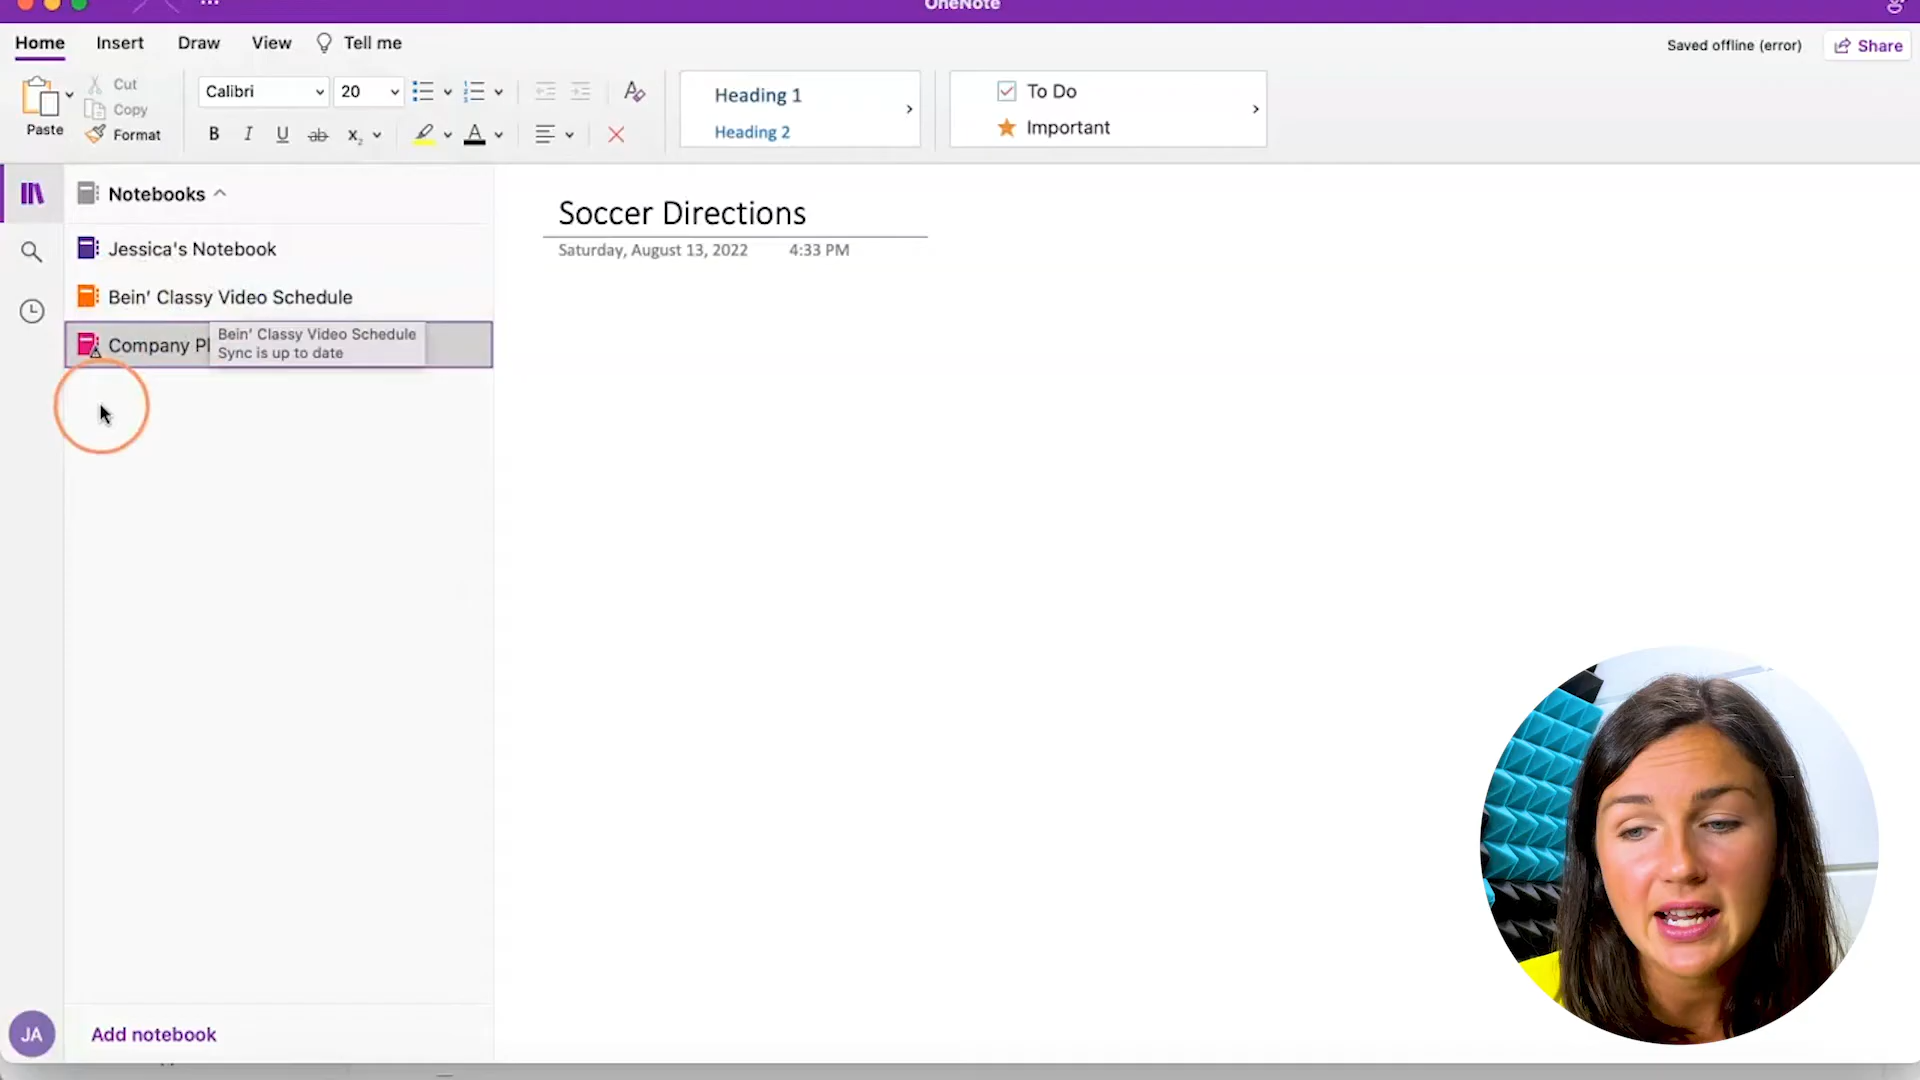 OneNote
Home Insert Draw View Tell me
Saved offline (error) Share
Paste
Cut
Copy
Format
Calibri 20
B I U ab x
A
Heading 1
Heading 2
To Do
Important
Notebooks
Jessica's Notebook
Bein' Classy Video Schedule
Company Pl
Bein' Classy Video Schedule
Sync is up to date
Add notebook
JA
Soccer Directions
Saturday, August 13, 2022 4:33 PM